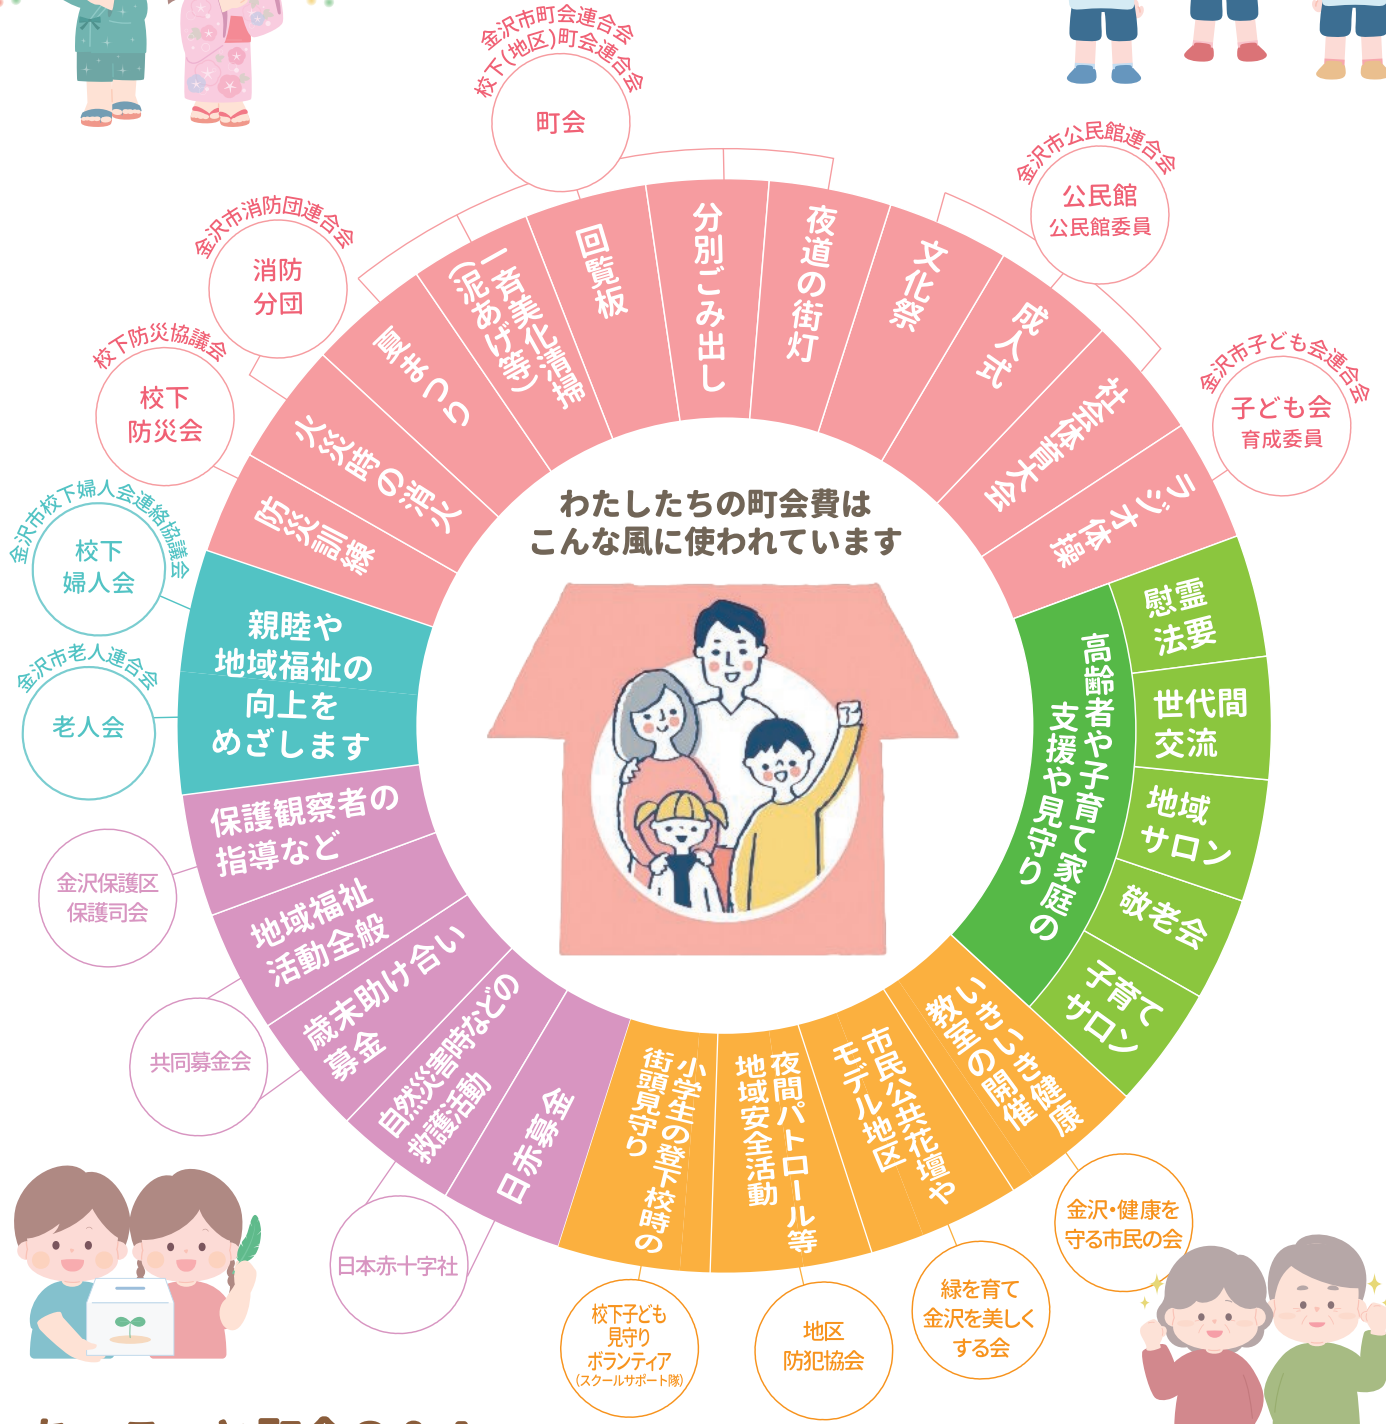 わたしたちの町会費は
こんな風に使われています
金沢市町会連合会
校下(地区)町会連合会
町会
夏まつり
一斉美化清掃
(泥あげ等)
回覧板
分別ごみ出し
夜道の街灯
金沢市公民館連合会
公民館
公民館委員
文化祭
成人式
社会体育大会
金沢市子ども会連合会
子ども会
育成委員
ラジオ体操
高齢者や子育て家庭の
支援や見守り
慰霊
法要
世代間
交流
地域
サロン
敬老会
子育て
サロン
いきいき健康
教室の開催
金沢・健康を
守る市民の会
市民公共花壇や
モデル地区
緑を育て
金沢を美しく
する会
夜間パトロール等
地域安全活動
地区
防犯協会
小学生の登下校時の
街頭見守り
校下子ども
見守り
ボランティア
(スクールサポート隊)
日赤募金
自然災害時などの
救護活動
日本赤十字社
歳末助け合い
募金
地域福祉
活動全般
共同募金会
保護観察者の
指導など
金沢保護区
保護司会
親睦や
地域福祉の
向上を
めざします
金沢市老人連合会
老人会
金沢市校下婦人会連絡協議会
校下
婦人会
防災訓練
校下防災協議会
校下
防災会
火災時の消火
金沢市消防団連合会
消防
分団